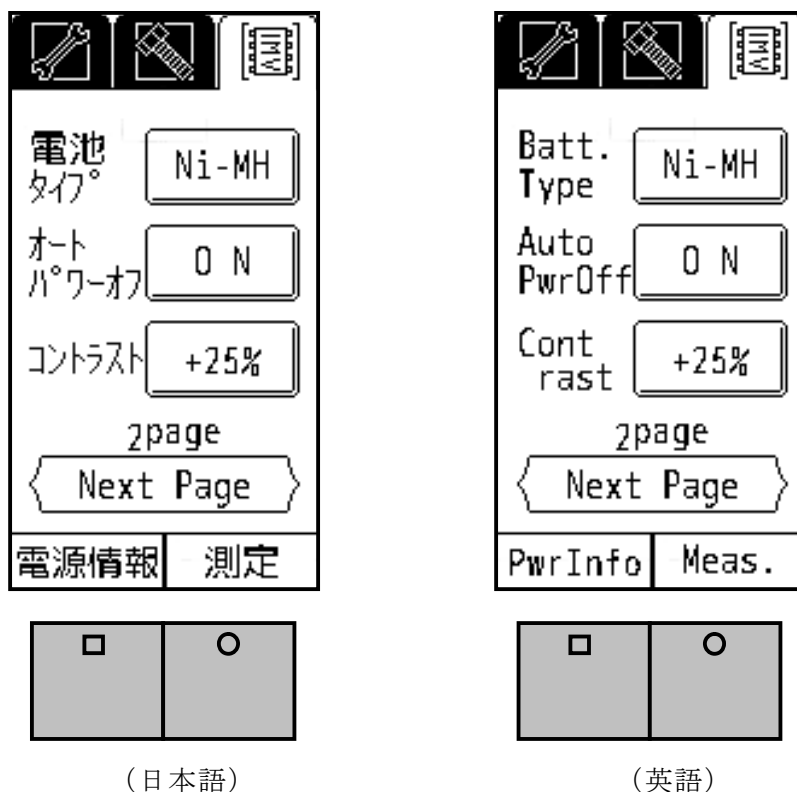 IMV
電池
タイプ
Ni-MH
オート
パワーオフ
O N
コントラスト
+25%
2page
Next Page
電源情報
測定
(日本語)
IMV
Batt.
Type
Ni-MH
Auto
PwrOff
O N
Cont
rast
+25%
2page
Next Page
PwrInfo
Meas.
(英語)